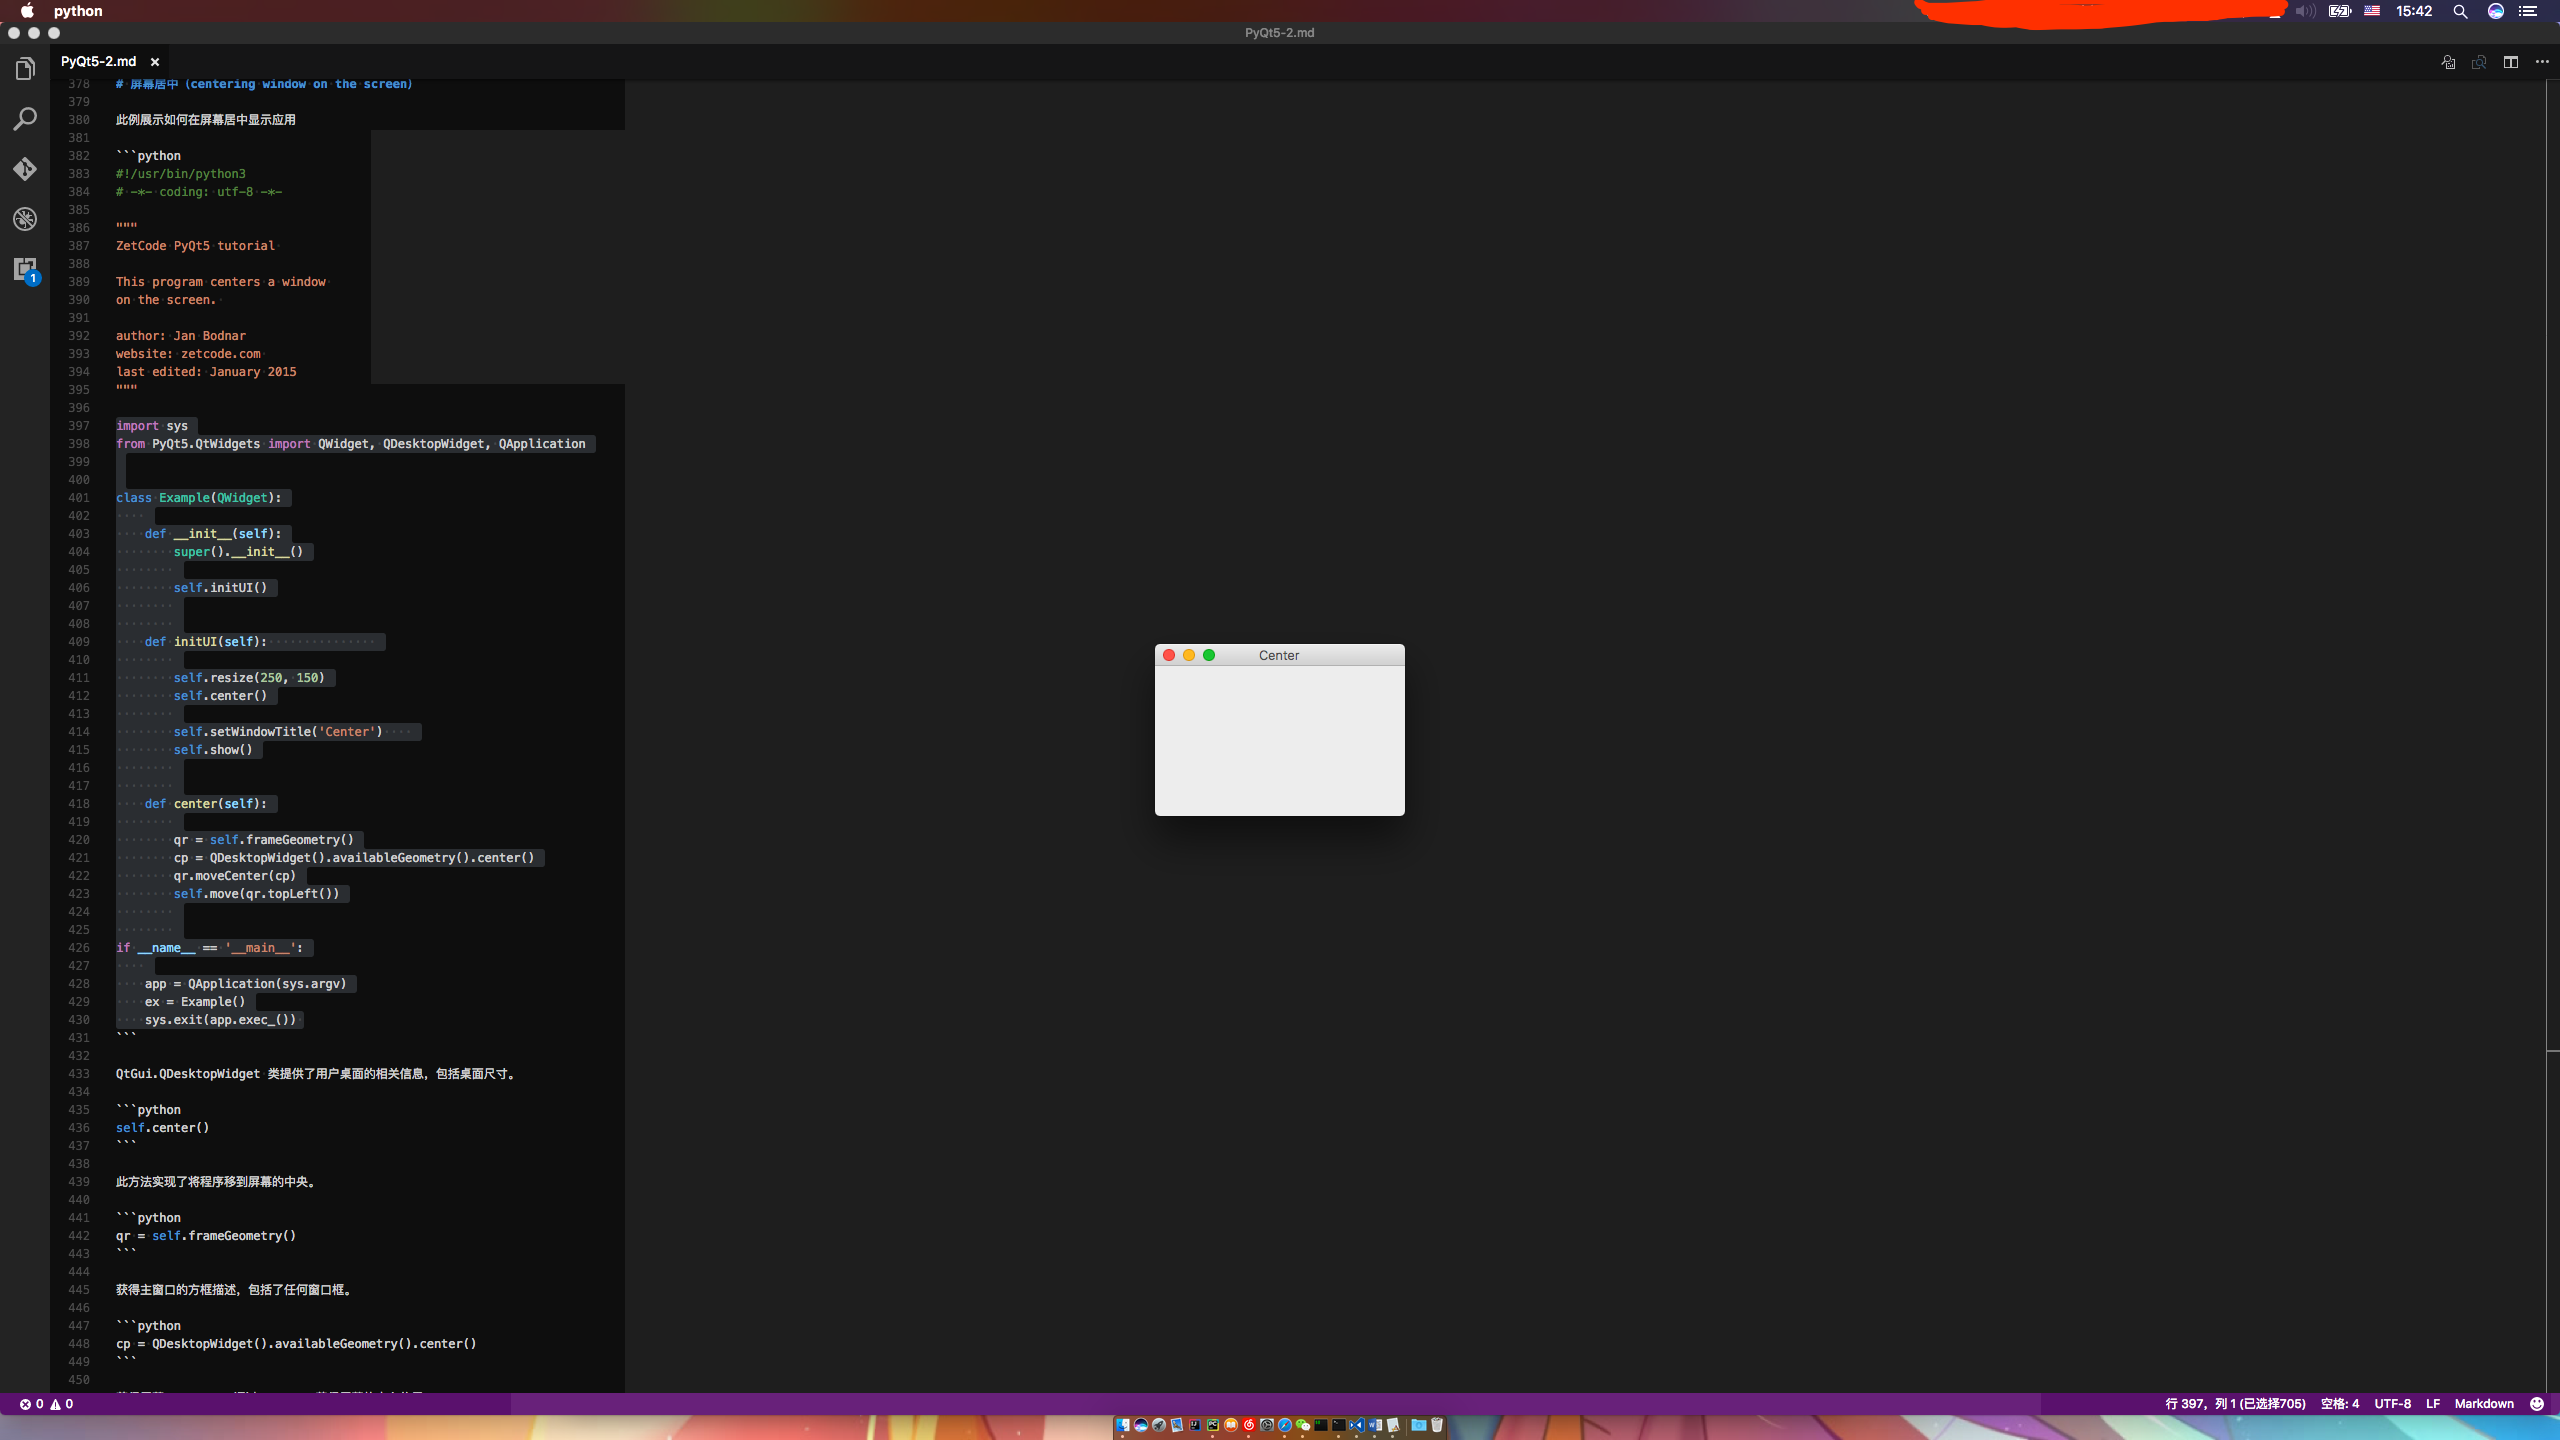 python
15:42
PyQt5-2.md
PyQt5-2.md
378 # 屏幕居中 (centering window on the screen)
379
380 此例展示如何在屏幕居中显示应用
381
382 ```python
383 #!/usr/bin/python3
384 # -*- coding: utf-8 -*-
385
386 """
387 ZetCode PyQt5 tutorial
388
389 This program centers a window
390 on the screen.
391
392 author: Jan Bodnar
393 website: zetcode.com
394 last edited: January 2015
395 """
396
397 import sys
398 from PyQt5.QtWidgets import QWidget, QDesktopWidget, QApplication
399
400
401 class Example(QWidget):
402
403     def __init__(self):
404         super().__init__()
405
406         self.initUI()
407
408
409     def initUI(self):
410
411         self.resize(250, 150)
412         self.center()
413
414         self.setWindowTitle('Center')
415         self.show()
416
417
418     def center(self):
419
420         qr = self.frameGeometry()
421         cp = QDesktopWidget().availableGeometry().center()
422         qr.moveCenter(cp)
423         self.move(qr.topLeft())
424
425
426 if __name__ == '__main__':
427
428     app = QApplication(sys.argv)
429     ex = Example()
430     sys.exit(app.exec_())
431 ```
432
433 QtGui.QDesktopWidget 类提供了用户桌面的相关信息，包括桌面尺寸。
434
435 ```python
436 self.center()
437 ```
438
439 此方法实现了将程序移到屏幕的中央。
440
441 ```python
442 qr = self.frameGeometry()
443 ```
444
445 获得主窗口的方框描述，包括了任何窗口框。
446
447 ```python
448 cp = QDesktopWidget().availableGeometry().center()
449 ```
450
1
Center
0 0
行 397，列 1 (已选择705) 空格: 4 UTF-8 LF Markdown